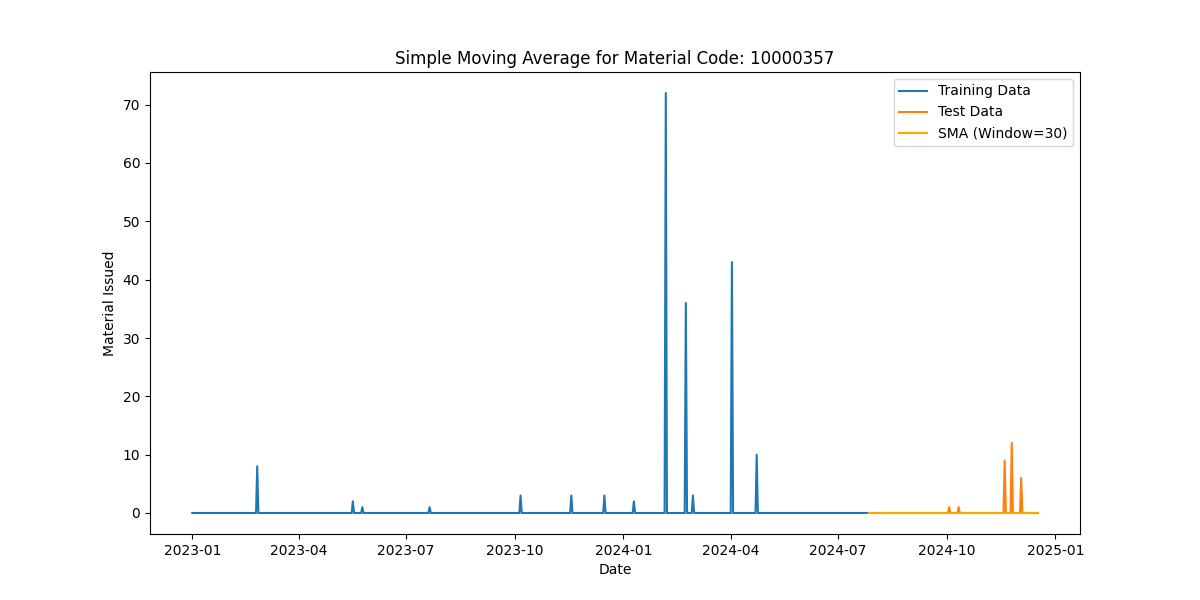 Simple Moving Average for Material Code: 10000357
Training Data
Test Data
SMA (Window=30)
Material Issued
70
60
50
40
30
20
10
0
2023-01 2023-04 2023-07 2023-10 2024-01 2024-04 2024-07 2024-10 2025-01
Date